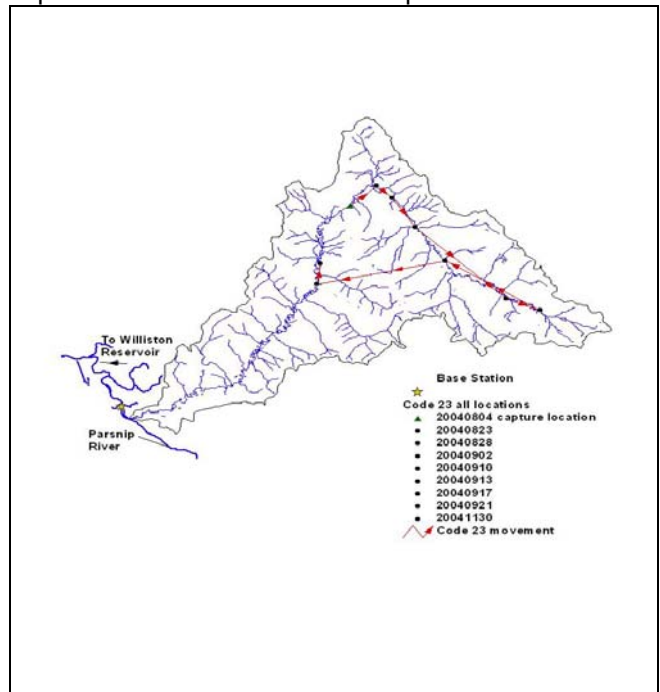 To Williston
Reservoir
Base Station
Code 23 all locations
20040804 capture location
20040823
20040828
20040902
20040910
20040913
20040917
20040921
20041130
Code 23 movement
Parsnip
River